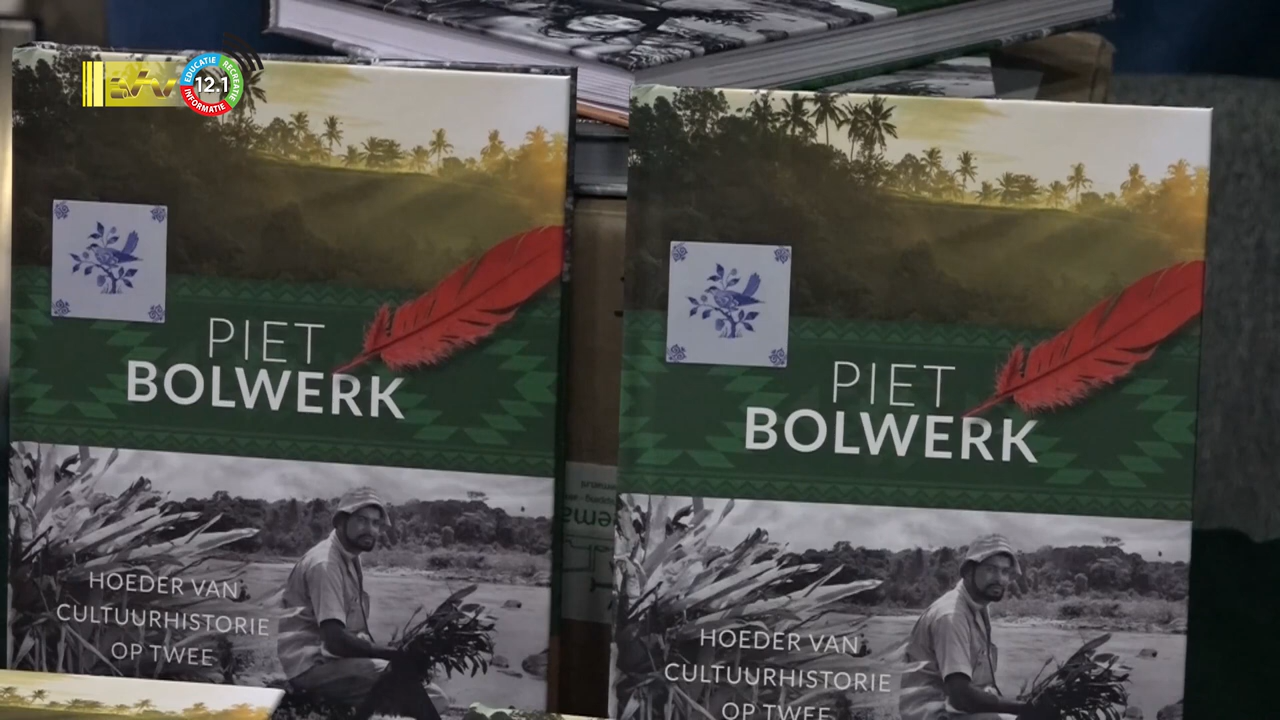 EDUCATIE
RECREATIE
INFORMATIE
12.1
PIET
BOLWERK
HOEDER VAN
CULTUURHISTORIE
OP TWEE
PIET
BOLWERK
HOEDER VAN
CULTUURHISTORIE
OP TWEE